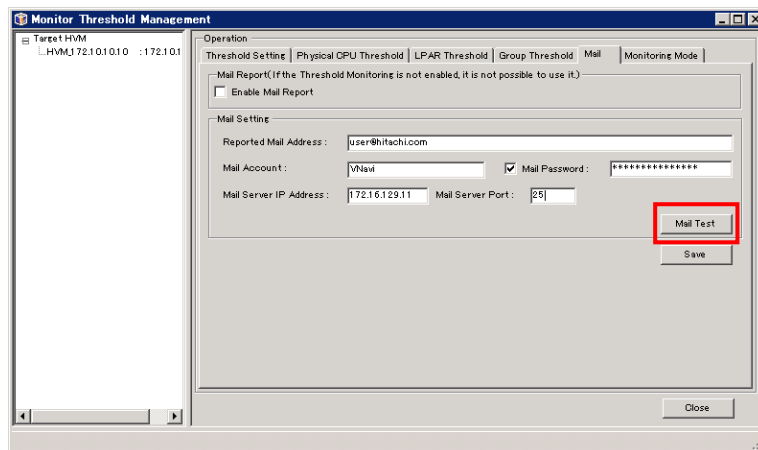 Monitor Threshold Management
Target HVM
HVM_172.10.10.10 :172.10.1
Operation
Threshold Setting Physical CPU Threshold LPAR Threshold Group Threshold Mail Monitoring Mode
Mail Report(If the Threshold Monitoring is not enabled, it is not possible to use it.)
Enable Mail Report
Mail Setting
Reported Mail Address : user@hitachi.com
Mail Account : VNavi Mail Password : ***************
Mail Server IP Address : 172.16.129.11 Mail Server Port : 25
Mail Test
Save
Close